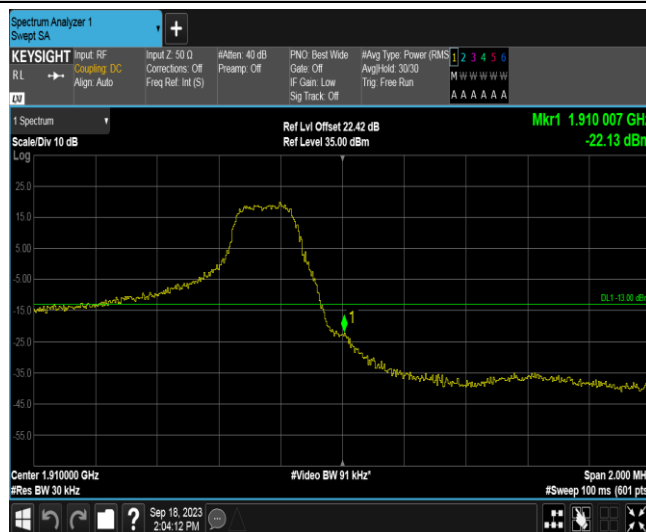 Spectrum Analyzer 1
Swept SA
+
KEYSIGHT
RL
LXI
Input: RF
Coupling: DC
Align: Auto
Input Z: 50 Ω
Corrections: Off
Freq Ref: Int (S)
#Atten: 40 dB
Preamp: Off
PNO: Best Wide
Gate: Off
IF Gain: Low
Sig Track: Off
#Avg Type: Power (RMS
Avg|Hold: 30/30
Trig: Free Run
1 2 3 4 5 6
M W W W W W
A A A A A A
1 Spectrum
Scale/Div 10 dB
Log
Ref Lvl Offset 22.42 dB
Ref Level 35.00 dBm
Mkr1 1.910 007 GHz
-22.13 dBm
25.0
15.0
5.00
-5.00
-15.0
-25.0
-35.0
-45.0
-55.0
DL1 -13.00 dBm
1
Center 1.910000 GHz
#Res BW 30 kHz
#Video BW 91 kHz*
Span 2.000 MH
#Sweep 100 ms (601 pts
?
Sep 18, 2023
2:04:12 PM